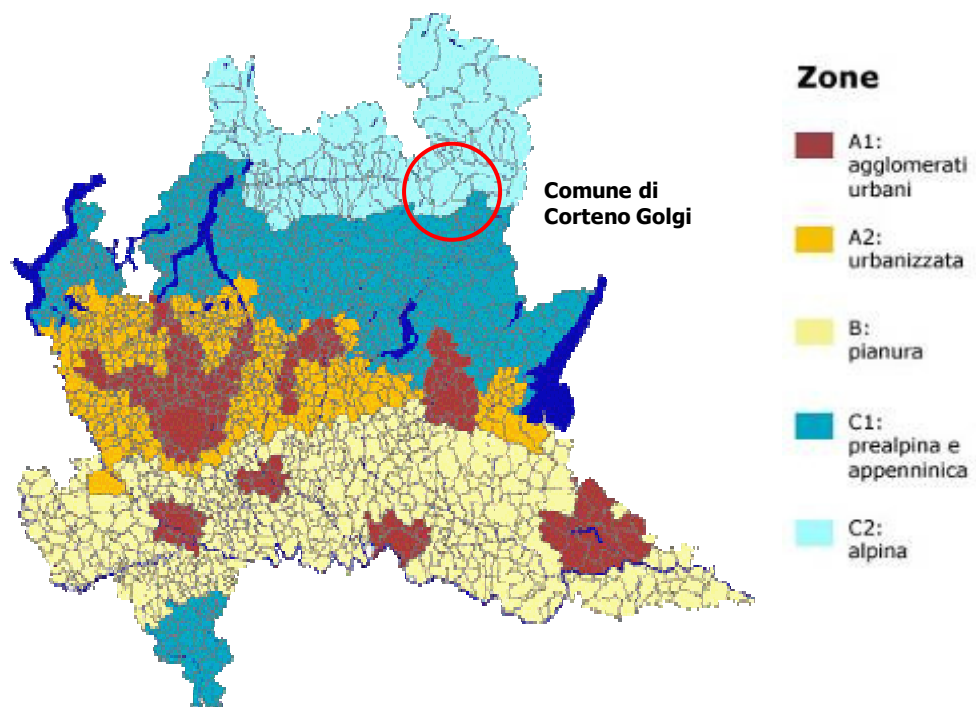 Comune di
Corteno Golgi
Zone
A1:
agglomerati
urbani
A2:
urbanizzata
B:
pianura
C1:
prealpina e
appenninica
C2:
alpina